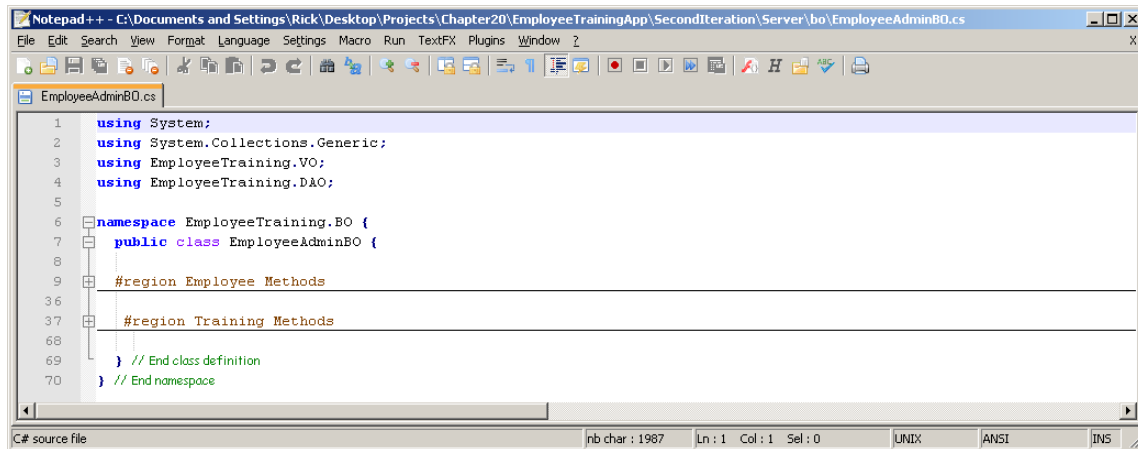 Notepad++ - C:\Documents and Settings\Rick\Desktop\Projects\Chapter20\EmployeeTrainingApp\SecondIteration\Server\bo\EmployeeAdminBO.cs
File Edit Search View Format Language Settings Macro Run TextFX Plugins Window ? X
EmployeeAdminBO.cs
1 using System;
2 using System.Collections.Generic;
3 using EmployeeTraining.VO;
4 using EmployeeTraining.DAO;
5
6 namespace EmployeeTraining.BO {
7 public class EmployeeAdminBO {
8
9 #region Employee Methods
36
37 #region Training Methods
68
69 } // End class definition
70 } // End namespace
C# source file nb char : 1987 Ln : 1 Col : 1 Sel : 0 UNIX ANSI INS